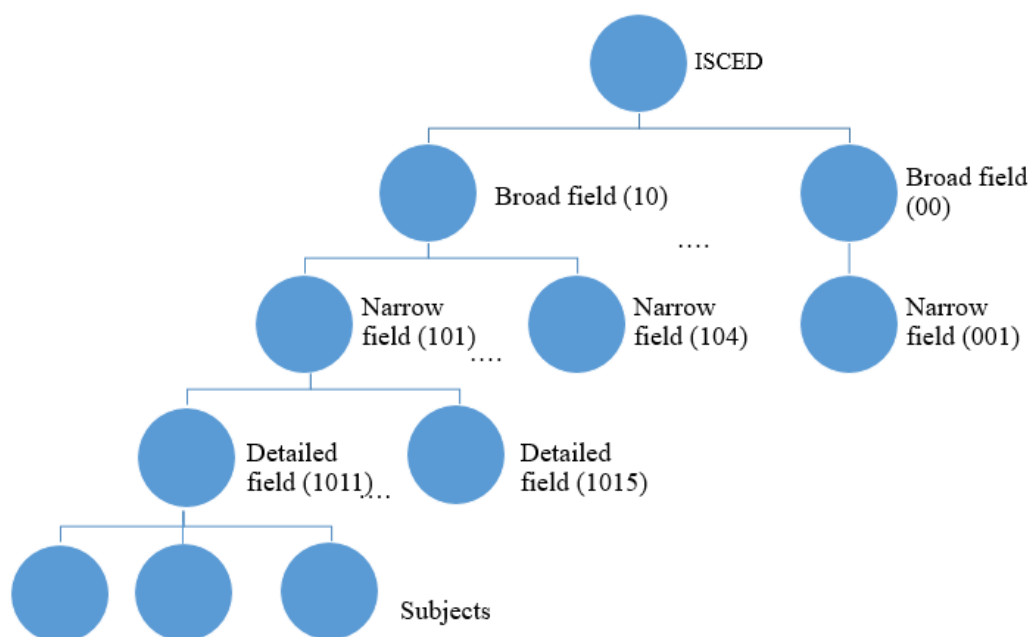 ISCED
Broad field (10)
Broad field
(00)
....
Narrow
field (101)
....
Narrow
field (104)
Narrow
field (001)
Detailed
field (1011)
....
Detailed
field (1015)
Subjects